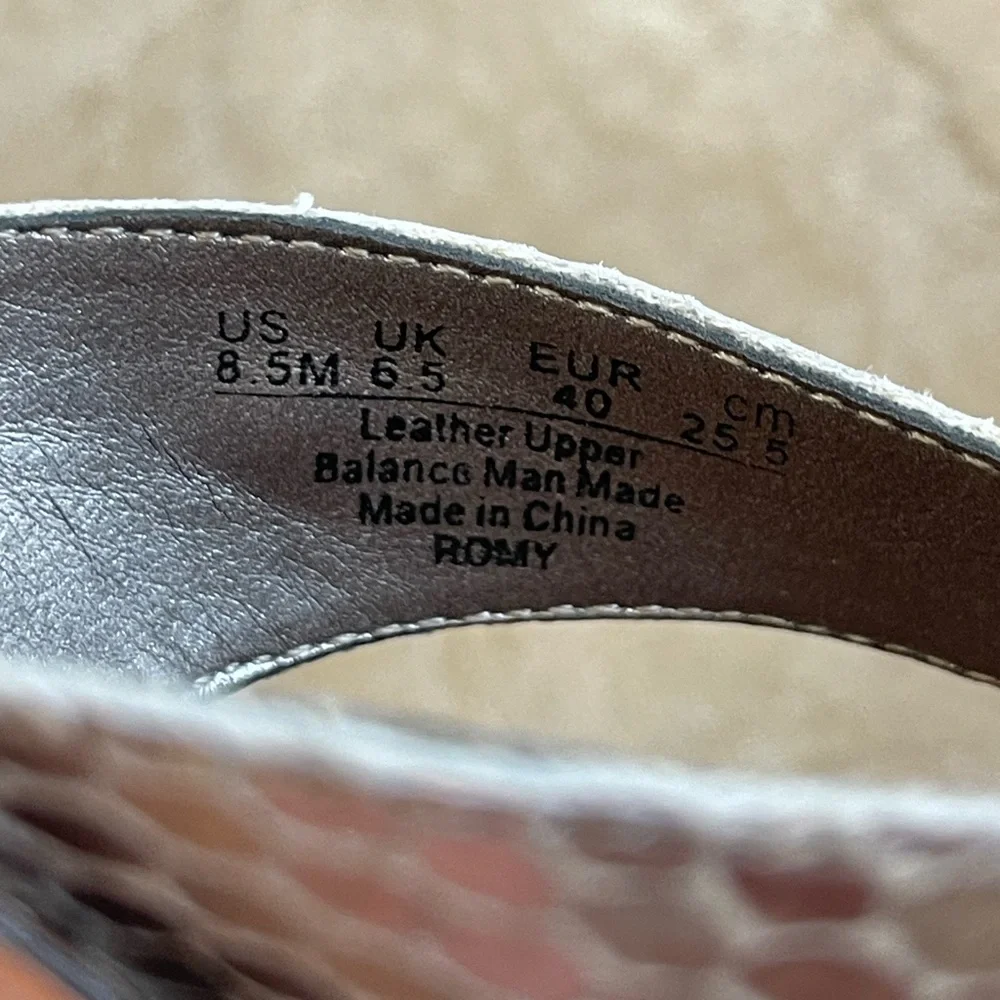 US UK EUR cm
8.5M 6.5 40 25.5
Leather Upper
Balance Man Made
Made in China
ROMY